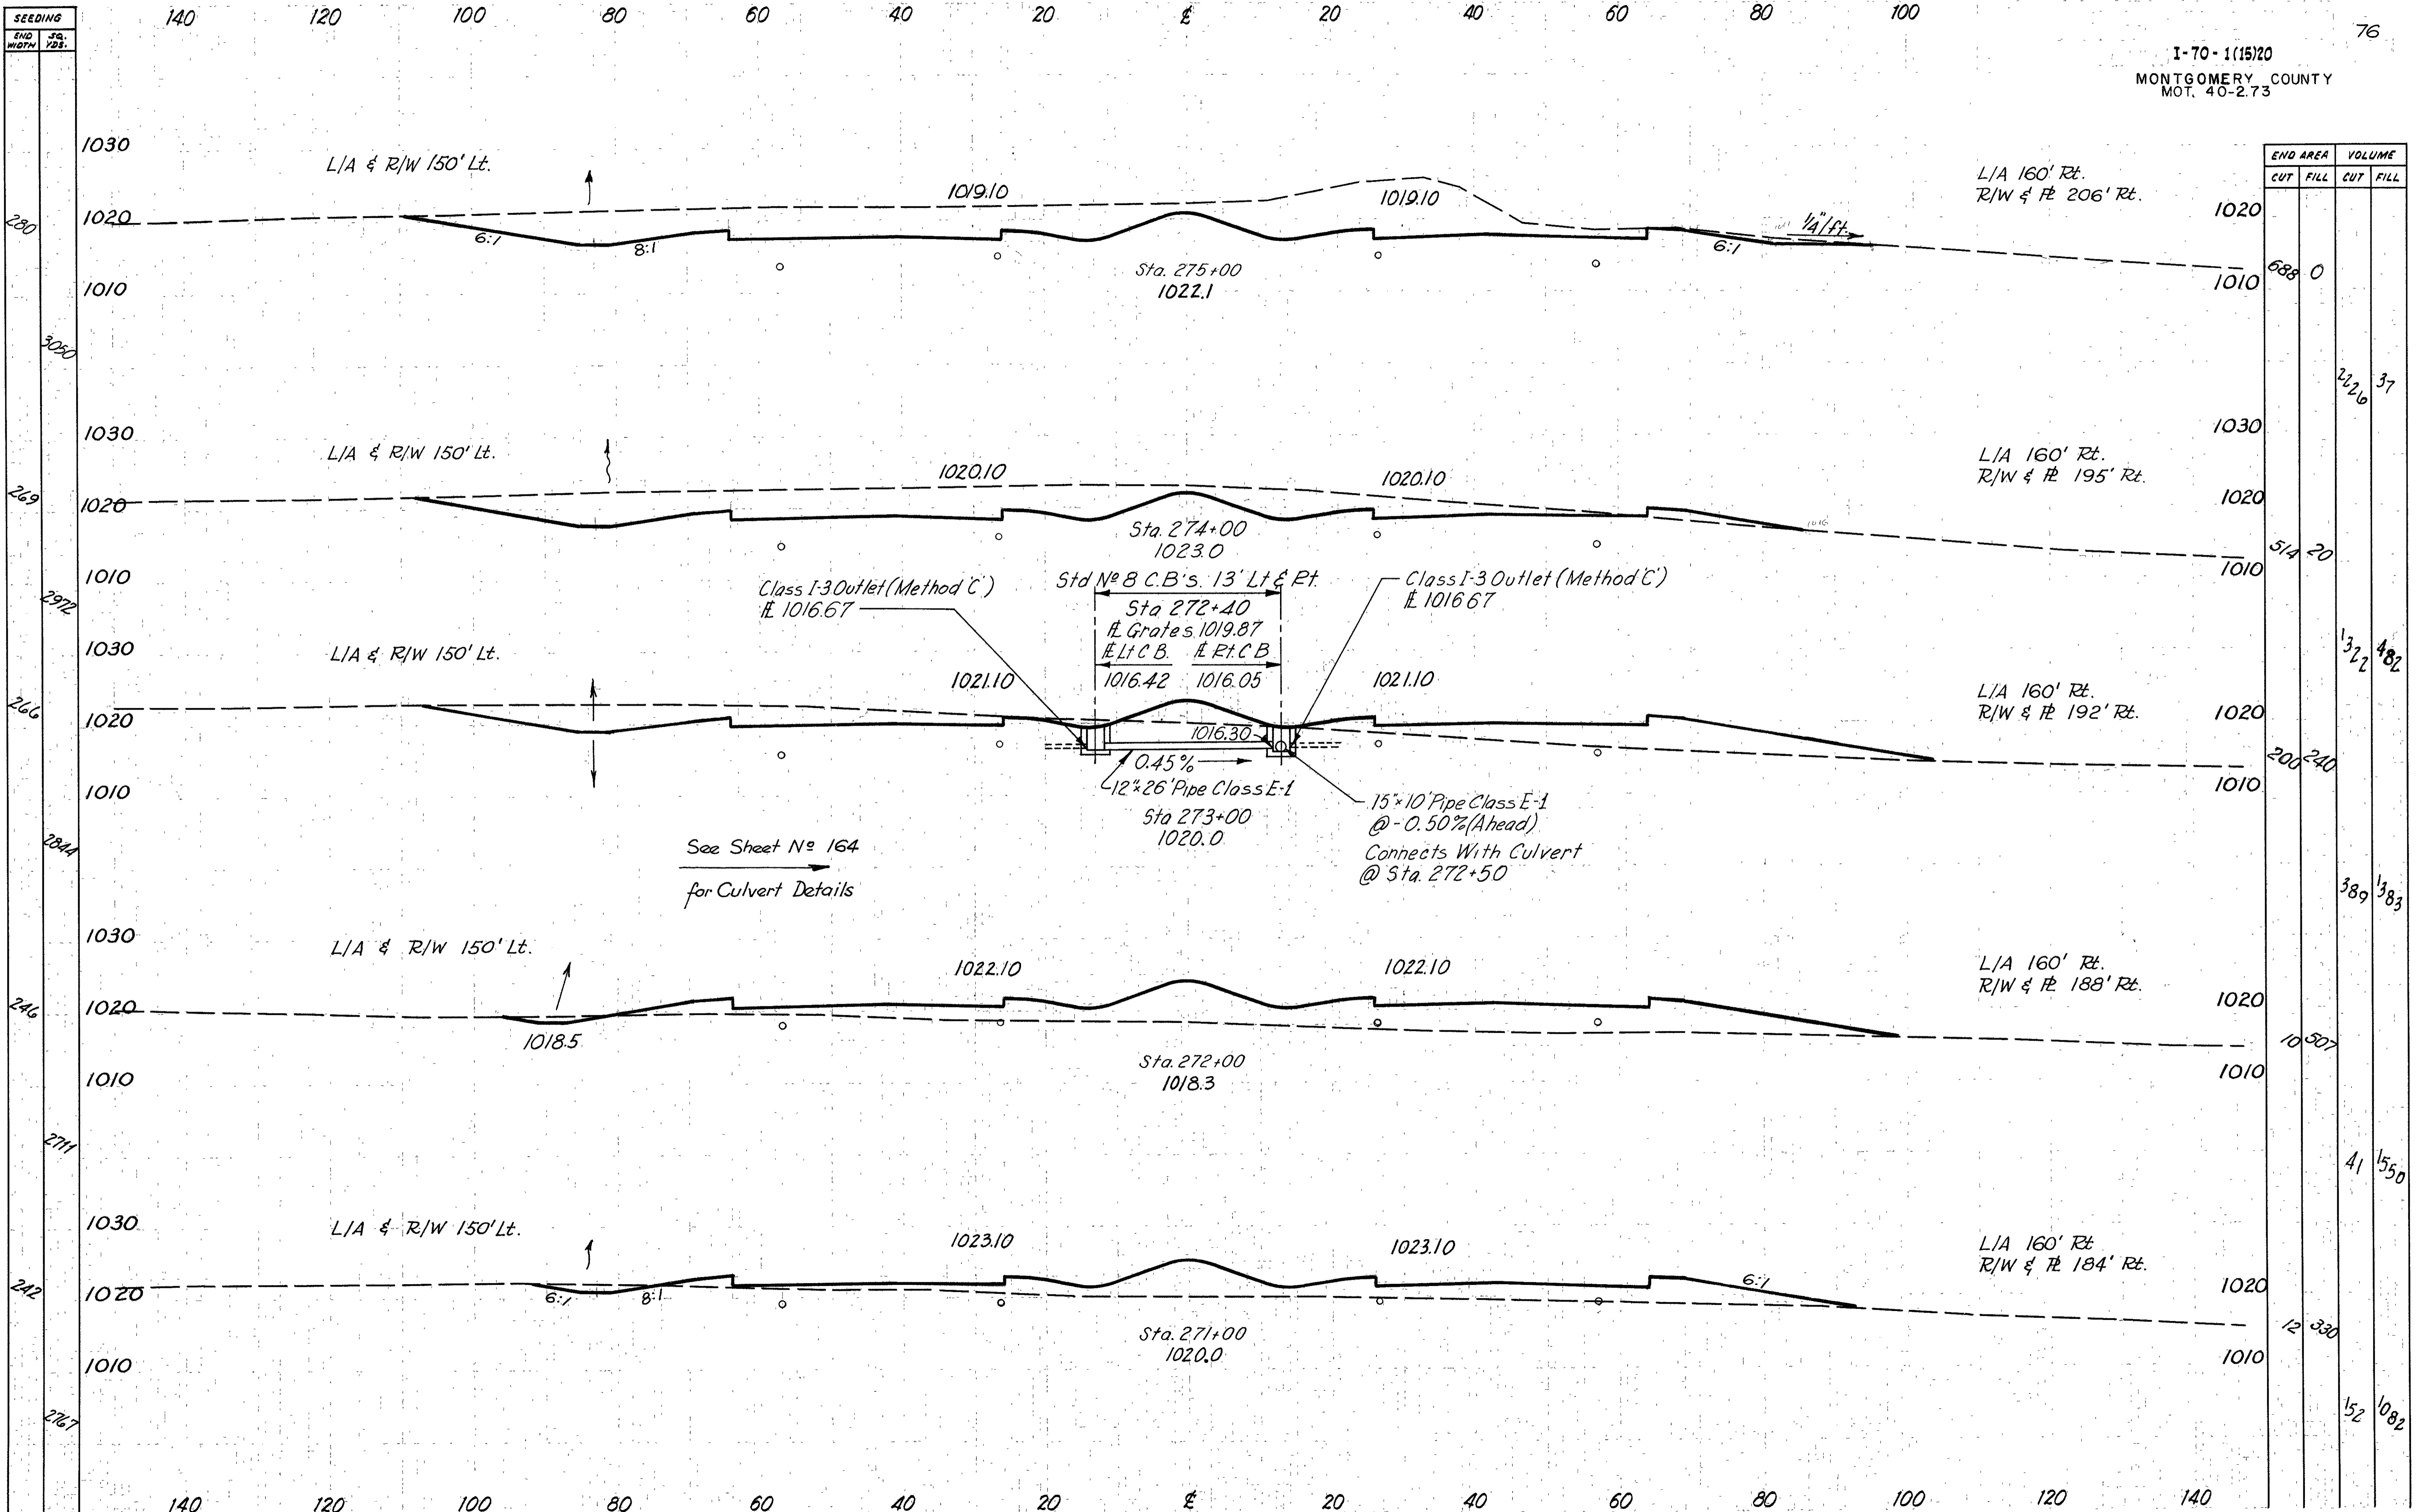 SEEDING
END WIDTH
SQ. YDS.
140 120 100 80 60 40 20 ℄ 20 40 60 80 100
76
I-70-1(15)20
MONTGOMERY COUNTY
MOT. 40-2.73
END AREA VOLUME
CUT FILL CUT FILL
1030
L/A & R/W 150' Lt.
1019.10
1019.10
L/A 160' Rt.
R/W & ℄ 206' Rt.
280
1020
1020
6:1
8:1
6:1
1/4"/ft.
Sta. 275+00
1022.1
1010
1010
688 0
3050
2226 37
1030
1030
L/A & R/W 150' Lt.
1020.10
1020.10
L/A 160' Rt.
R/W & ℄ 195' Rt.
269
1020
1020
Sta. 274+00
1023.0
514 20
1010
1010
2972
Class I-3 Outlet (Method 'C')
℄ 1016.67
Std Nº 8 C.B's. 13' Lt & Rt.
Class I-3 Outlet (Method 'C')
℄ 1016.67
Sta 272+40
℄ Grates 1019.87
℄ Lt C B. ℄ Rt. C B
1016.42 1016.05
1322 482
1030
L/A & R/W 150' Lt.
1021.10
1021.10
L/A 160' Rt.
R/W & ℄ 192' Rt.
266
1020
1020
1016.30
0.45%
12"x26' Pipe Class E-1
200 240
1010
1010
Sta 273+00
1020.0
15"x10' Pipe Class E-1
@ -0.50% (Ahead)
Connects With Culvert
@ Sta. 272+50
2844
See Sheet Nº 164
for Culvert Details
389 1383
1030
L/A & R/W 150' Lt.
1022.10
1022.10
L/A 160' Rt.
R/W & ℄ 188' Rt.
246
1020
1020
1018.5
Sta. 272+00
1018.3
10 507
1010
1010
2711
41 1550
1030
L/A & R/W 150' Lt.
1023.10
1023.10
L/A 160' Rt
R/W & ℄ 184' Rt.
242
1020
1020
6:1
8:1
6:1
Sta. 271+00
1020.0
12 330
1010
1010
2767
152 1082
140 120 100 80 60 40 20 ℄ 20 40 60 80 100 120 140